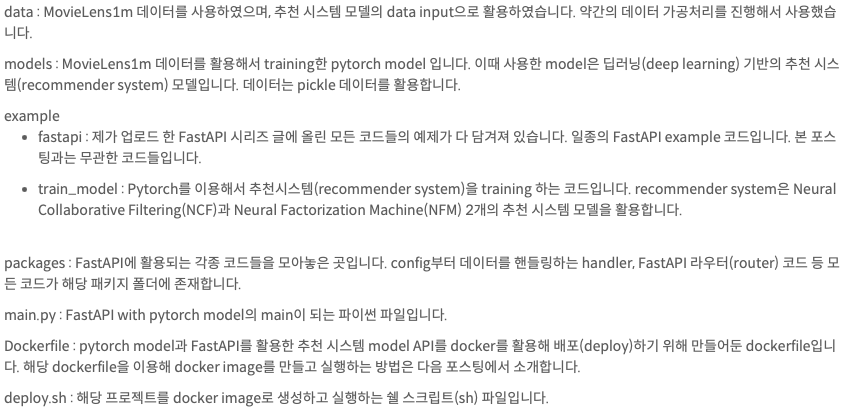 data : MovieLens1m 데이터를 사용하였으며, 추천 시스템 모델의 data input으로 활용하였습니다. 약간의 데이터 가공처리를 진행해서 사용했습
니다.
models : MovieLens1m 데이터를 활용해서 training한 pytorch model 입니다. 이때 사용한 model은 딥러닝(deep learning) 기반의 추천 시스
템(recommender system) 모델입니다. 데이터는 pickle 데이터를 활용합니다.
example
• fastapi : 제가 업로드 한 FastAPI 시리즈 글에 올린 모든 코드들의 예제가 다 담겨져 있습니다. 일종의 FastAPI example 코드입니다. 본 포스
팅과는 무관한 코드들입니다.
• train_model : Pytorch를 이용해서 추천시스템(recommender system)을 training 하는 코드입니다. recommender system은 Neural
Collaborative Filtering(NCF)과 Neural Factorization Machine(NFM) 2개의 추천 시스템 모델을 활용합니다.
packages : FastAPI에 활용되는 각종 코드들을 모아놓은 곳입니다. config부터 데이터를 핸들링하는 handler, FastAPI 라우터(router) 코드 등 모
든 코드가 해당 패키지 폴더에 존재합니다.
main.py : FastAPI with pytorch model의 main이 되는 파이썬 파일입니다.
Dockerfile : pytorch model과 FastAPI를 활용한 추천 시스템 model API를 docker를 활용해 배포(deploy)하기 위해 만들어둔 dockerfile입니
다. 해당 dockerfile을 이용해 docker image를 만들고 실행하는 방법은 다음 포스팅에서 소개합니다.
deploy.sh : 해당 프로젝트를 docker image로 생성하고 실행하는 쉘 스크립트(sh) 파일입니다.